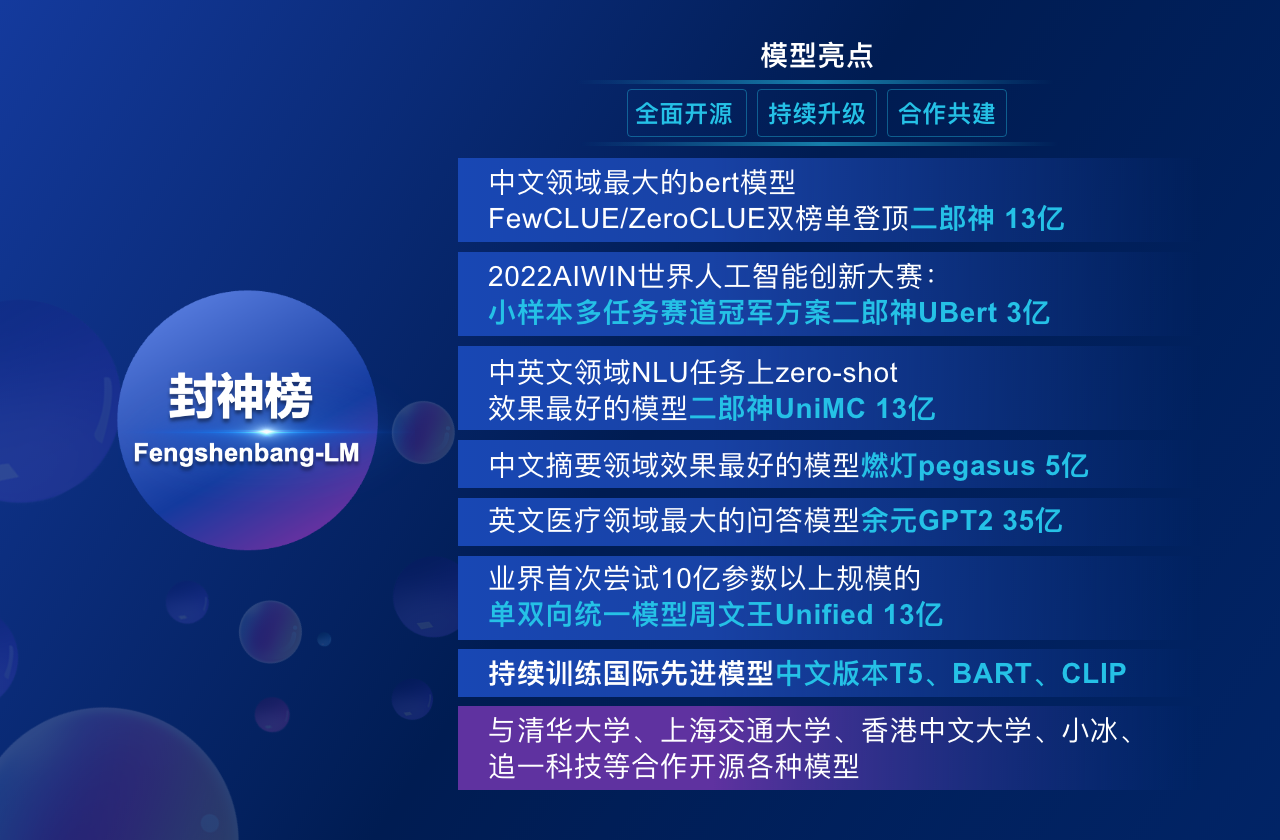 模型亮点
全面开源 持续升级 合作共建
中文领域最大的bert模型
FewCLUE/ZeroCLUE双榜单登顶二郎神 13亿
2022AIWIN世界人工智能创新大赛：
小样本多任务赛道冠军方案二郎神UBert 3亿
中英文领域NLU任务上zero-shot
效果最好的模型二郎神UniMC 13亿
中文摘要领域效果最好的模型燃灯pegasus 5亿
英文医疗领域最大的问答模型余元GPT2 35亿
业界首次尝试10亿参数以上规模的
单双向统一模型周文王Unified 13亿
持续训练国际先进模型中文版本T5、BART、CLIP
与清华大学、上海交通大学、香港中文大学、小冰、
追一科技等合作开源各种模型
封神榜
Fengshenbang-LM